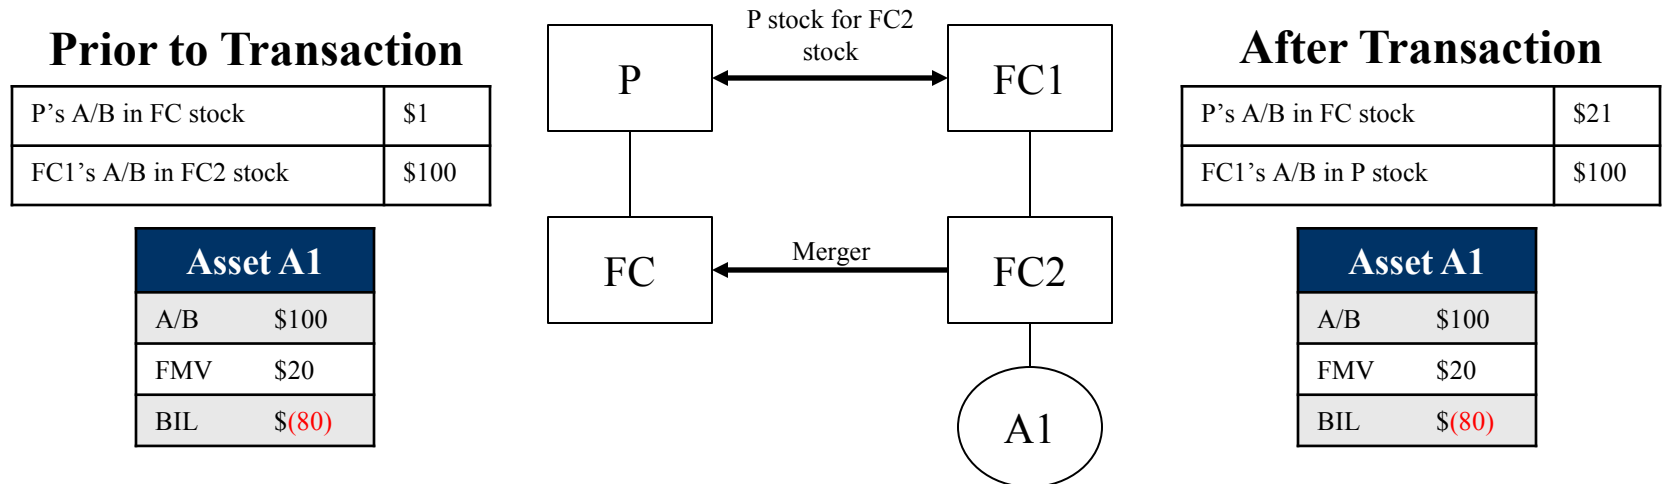 Prior to Transaction
P's A/B in FC stock $1
FC1's A/B in FC2 stock $100
Asset A1
A/B $100
FMV $20
BIL $(80)
P stock for FC2
stock
P
FC1
Merger
FC
FC2
A1
After Transaction
P's A/B in FC stock $21
FC1's A/B in P stock $100
Asset A1
A/B $100
FMV $20
BIL $(80)